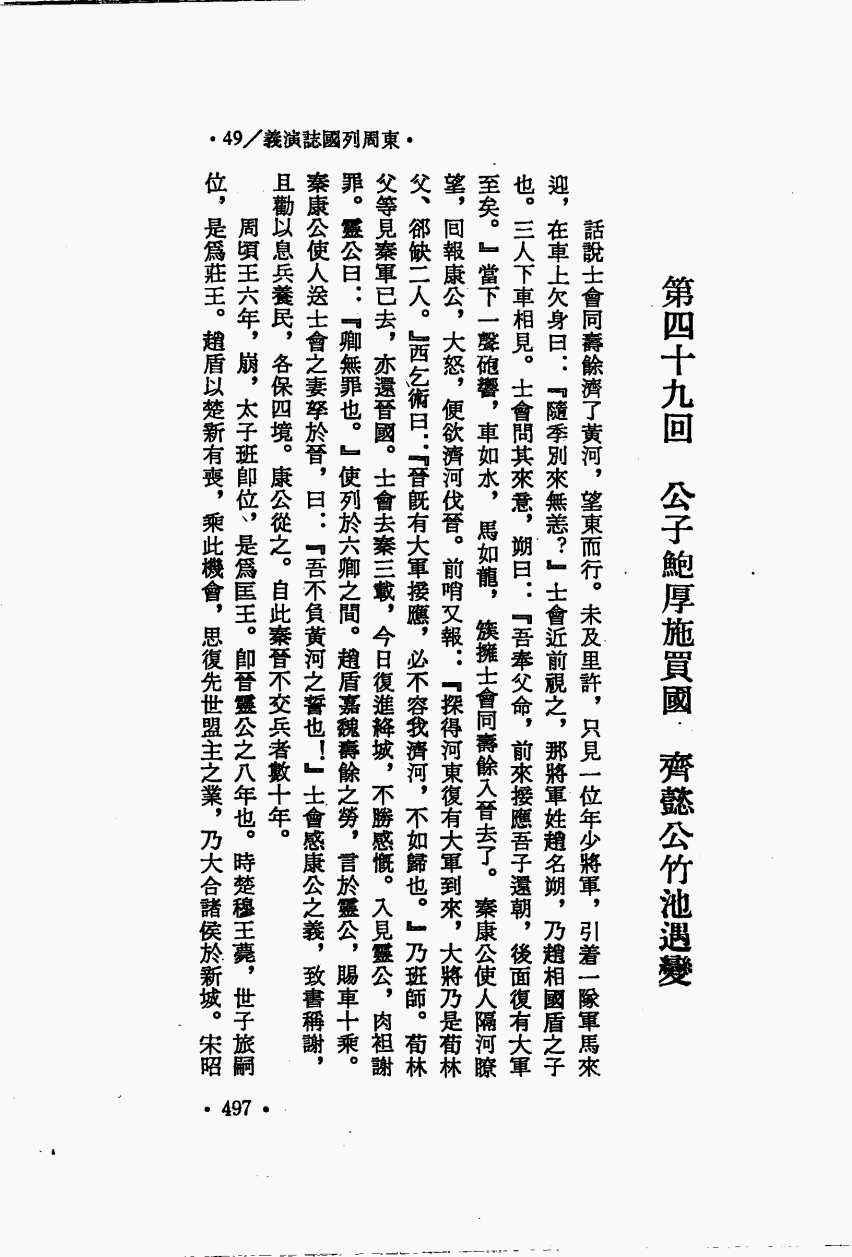 •東周列國誌演義/49•
第四十九回 公子鮑厚施買國 齊懿公竹池遇變
話說士會同壽餘濟了黃河，望東而行。未及里許，只見一位年少將軍，引着一隊軍馬來
迎，在車上欠身曰：『隨季別來無恙？』士會近前視之，那將軍姓趙名朔，乃趙相國盾之子
也。三人下車相見。士會問其來意，朔曰：『吾奉父命，前來接應吾子還朝，後面復有大軍
至矣。』當下一聲砲響，車如水，馬如龍，簇擁士會同壽餘入晉去了。秦康公使人隔河瞭
望，回報康公，大怒，便欲濟河伐晉。前哨又報：『探得河東復有大軍到來，大將乃是荀林
父、郤缺二人。』西乞術曰：『晉旣有大軍接應，必不容我濟河，不如歸也。』乃班師。荀林
父等見秦軍已去，亦還晉國。士會去秦三載，今日復進絳城，不勝感慨。入見靈公，肉袒謝
罪。靈公曰：『卿無罪也。』使列於六卿之間。趙盾嘉魏壽餘之勞，言於靈公，賜車十乘。
秦康公使人送士會之妻孥於晉，曰：『吾不負黃河之誓也！』士會感康公之義，致書稱謝，
且勸以息兵養民，各保四境。康公從之。自此秦晉不交兵者數十年。
周頃王六年，崩，太子班卽位，是爲匡王。卽晉靈公之八年也。時楚穆王薨，世子旅嗣
位，是爲莊王。趙盾以楚新有喪，乘此機會，思復先世盟主之業，乃大合諸侯於新城。宋昭
•497•